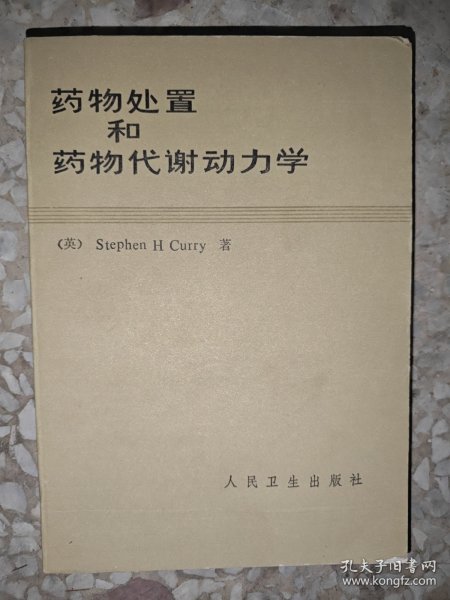 药物处置
和
药物代谢动力学
〈英〉 Stephen H Curry 著
人民卫生出版社
孔夫子旧书网
www.kongfz.com